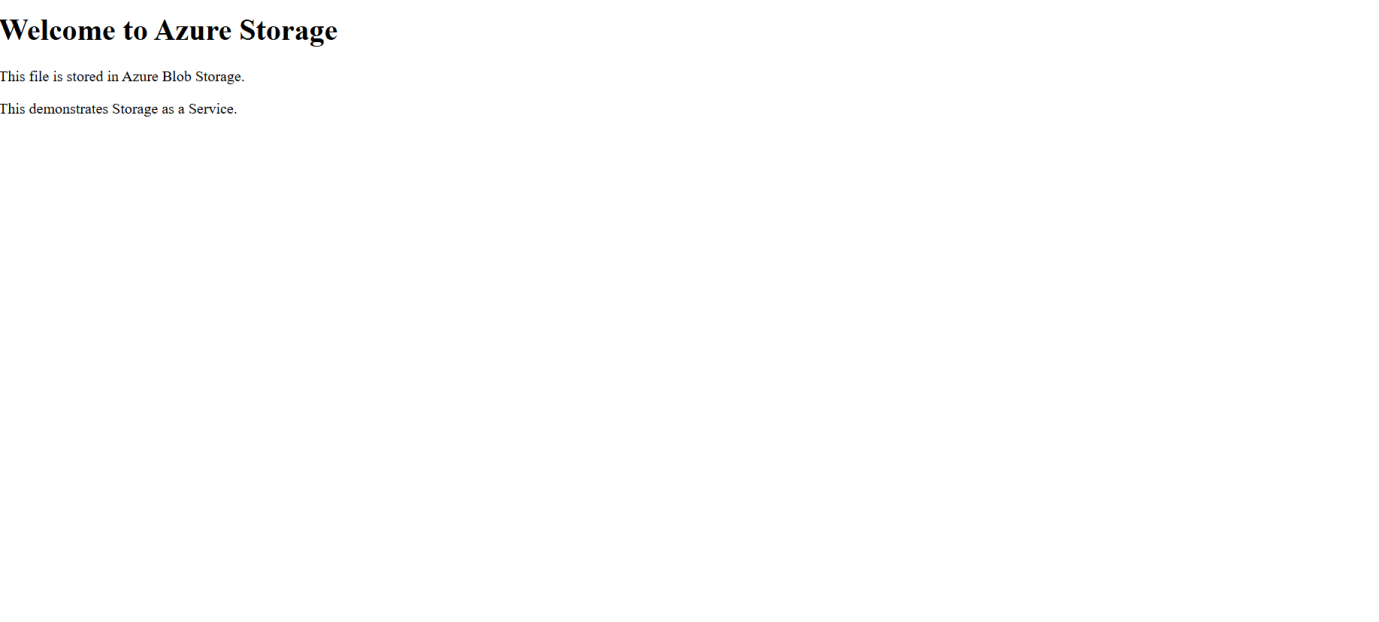 Welcome to Azure Storage
This file is stored in Azure Blob Storage.
This demonstrates Storage as a Service.